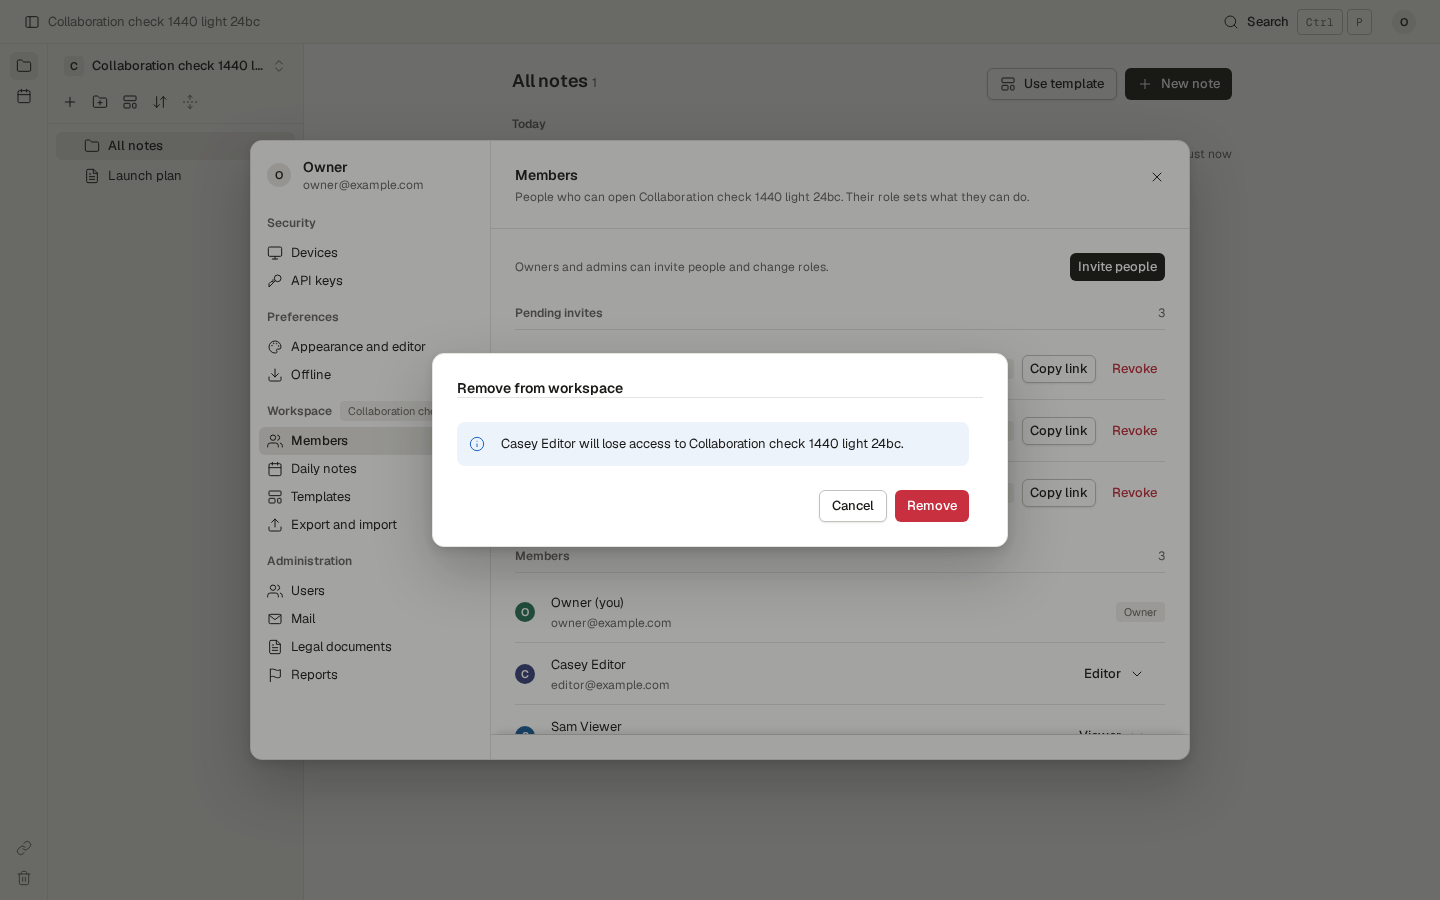 Collaboration check 1440 light 24bc
Search Ctrl P O
C Collaboration check 1440 l...
All notes 1
Use template
New note
Today
All notes
Launch plan
ust now
O Owner
owner@example.com
Security
Devices
API keys
Preferences
Appearance and editor
Offline
Workspace Collaboration che
Members
Daily notes
Templates
Export and import
Administration
Users
Mail
Legal documents
Reports
Members
People who can open Collaboration check 1440 light 24bc. Their role sets what they can do.
Owners and admins can invite people and change roles.
Invite people
Pending invites 3
Copy link Revoke
Copy link Revoke
Copy link Revoke
Remove from workspace
Casey Editor will lose access to Collaboration check 1440 light 24bc.
Cancel Remove
Members 3
O Owner (you)
owner@example.com
Owner
C Casey Editor
editor@example.com
Editor
Sam Viewer
Viewer